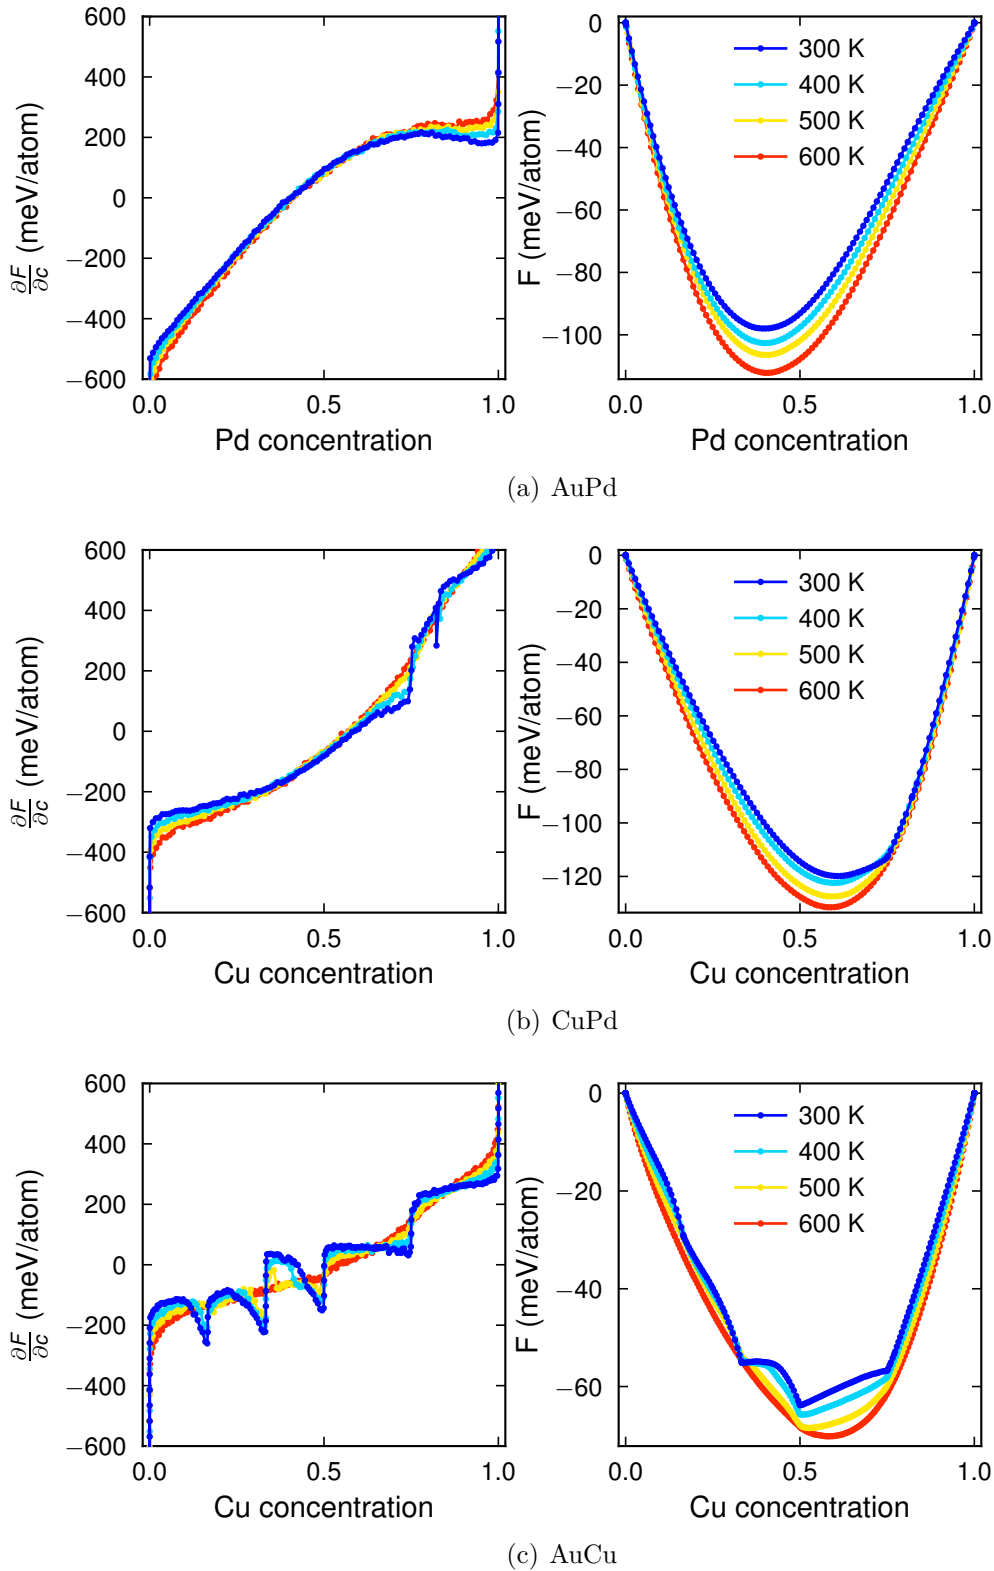 600
400
200
0
−200
−400
−600
∂F/∂c (meV/atom)
0.0 0.5 1.0
Pd concentration
0
−20
−40
−60
−80
−100
F (meV/atom)
300 K
400 K
500 K
600 K
0.0 0.5 1.0
Pd concentration
(a) AuPd
600
400
200
0
−200
−400
−600
∂F/∂c (meV/atom)
0.0 0.5 1.0
Cu concentration
0
−20
−40
−60
−80
−100
−120
F (meV/atom)
300 K
400 K
500 K
600 K
0.0 0.5 1.0
Cu concentration
(b) CuPd
600
400
200
0
−200
−400
−600
∂F/∂c (meV/atom)
0.0 0.5 1.0
Cu concentration
0
−20
−40
−60
F (meV/atom)
300 K
400 K
500 K
600 K
0.0 0.5 1.0
Cu concentration
(c) AuCu